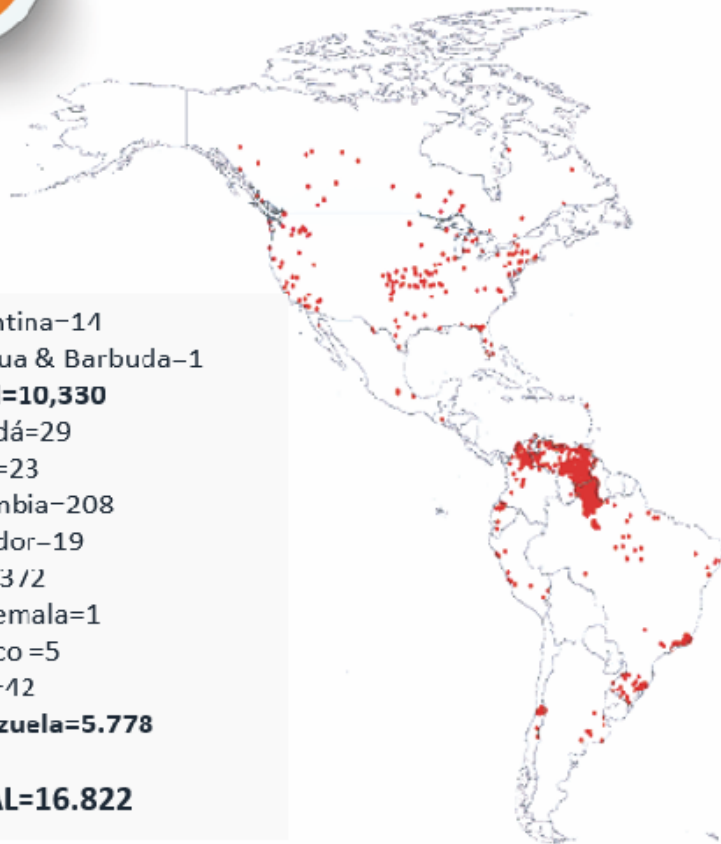 ntina=14
ua & Barbuda=1
=10,330
dá=29
=23
mbia=208
dor=19
372
emala=1
co =5
=42
zuela=5.778
AL=16.822